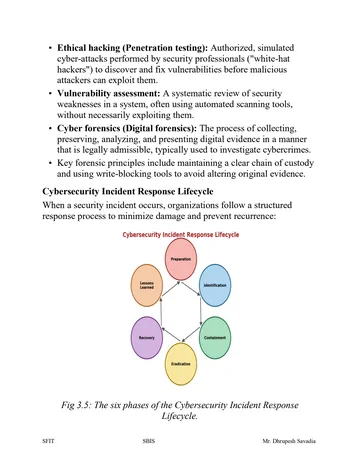 • Ethical hacking (Penetration testing): Authorized, simulated
cyber-attacks performed by security professionals ("white-hat
hackers") to discover and fix vulnerabilities before malicious
attackers can exploit them.
• Vulnerability assessment: A systematic review of security
weaknesses in a system, often using automated scanning tools,
without necessarily exploiting them.
• Cyber forensics (Digital forensics): The process of collecting,
preserving, analyzing, and presenting digital evidence in a manner
that is legally admissible, typically used to investigate cybercrimes.
• Key forensic principles include maintaining a clear chain of custody
and using write-blocking tools to avoid altering original evidence.
Cybersecurity Incident Response Lifecycle
When a security incident occurs, organizations follow a structured
response process to minimize damage and prevent recurrence:
Cybersecurity Incident Response Lifecycle
Preparation
Lessons
Learned
Identification
Recovery
Containment
Eradication
Fig 3.5: The six phases of the Cybersecurity Incident Response
Lifecycle.
SFIT SBIS Mr. Dhrupesh Savadia